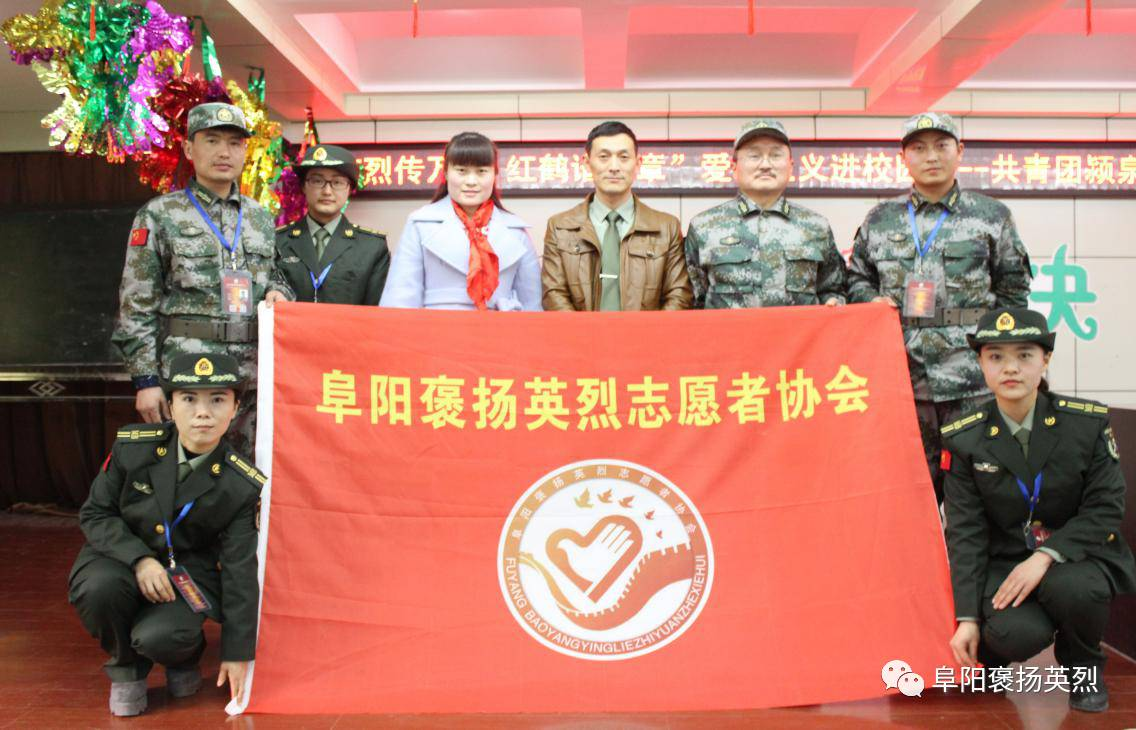 烈传万 红鹤 章”爱 义进校园 --共青团颍泉
决
阜阳褒扬英烈志愿者协会
阜阳褒扬英烈志愿者协会
FUYANG BAOYANGYINGLIEZHIYUANZHEXIEHUI
阜阳褒扬英烈